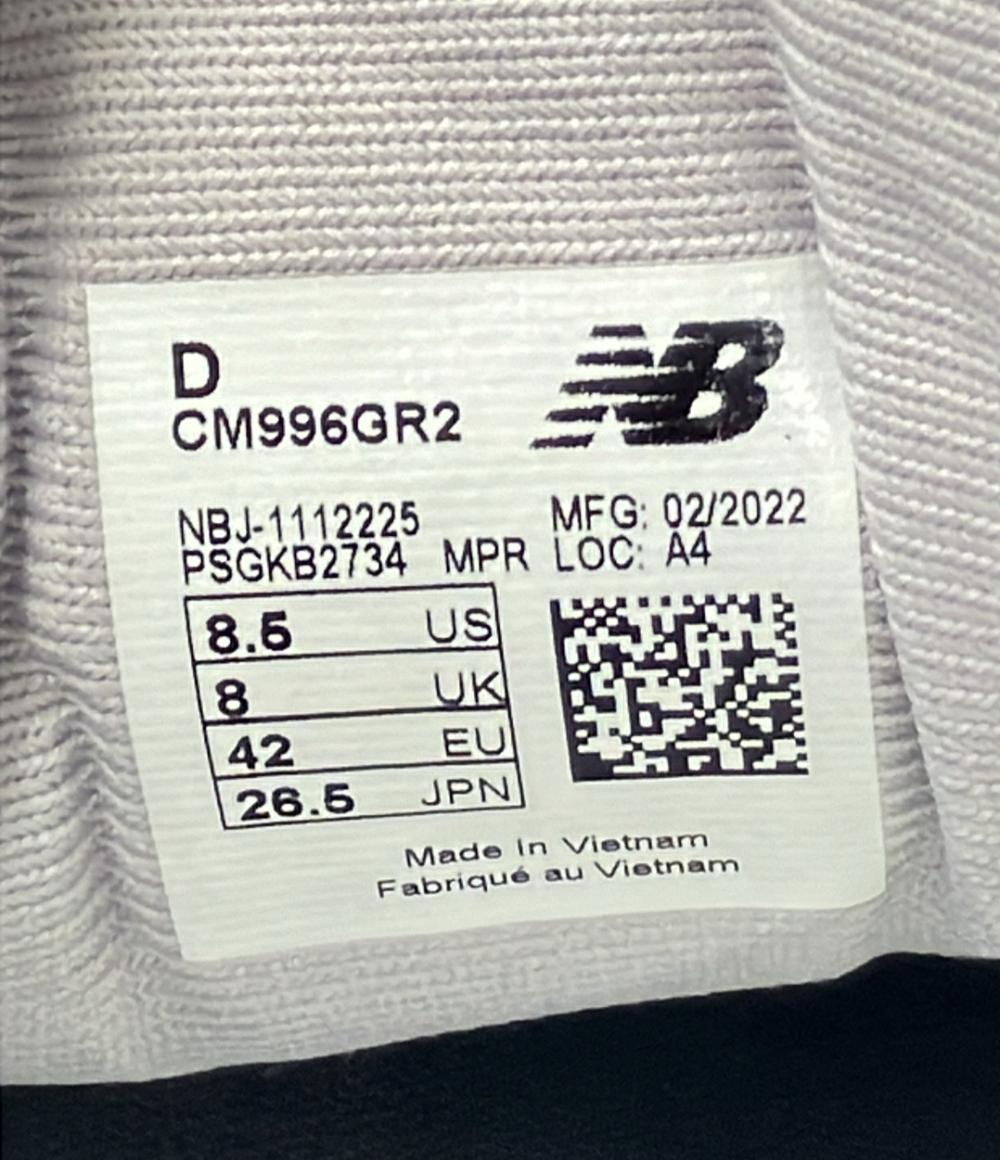 D
NB
CM996GR2
NBJ-1112225 MFG: 02/2022
PSGKB2734 MPR LOC: A4
8.5 US
8 UK
42 EU
26.5 JPN
Made in Vietnam
Fabriqué au Vietnam